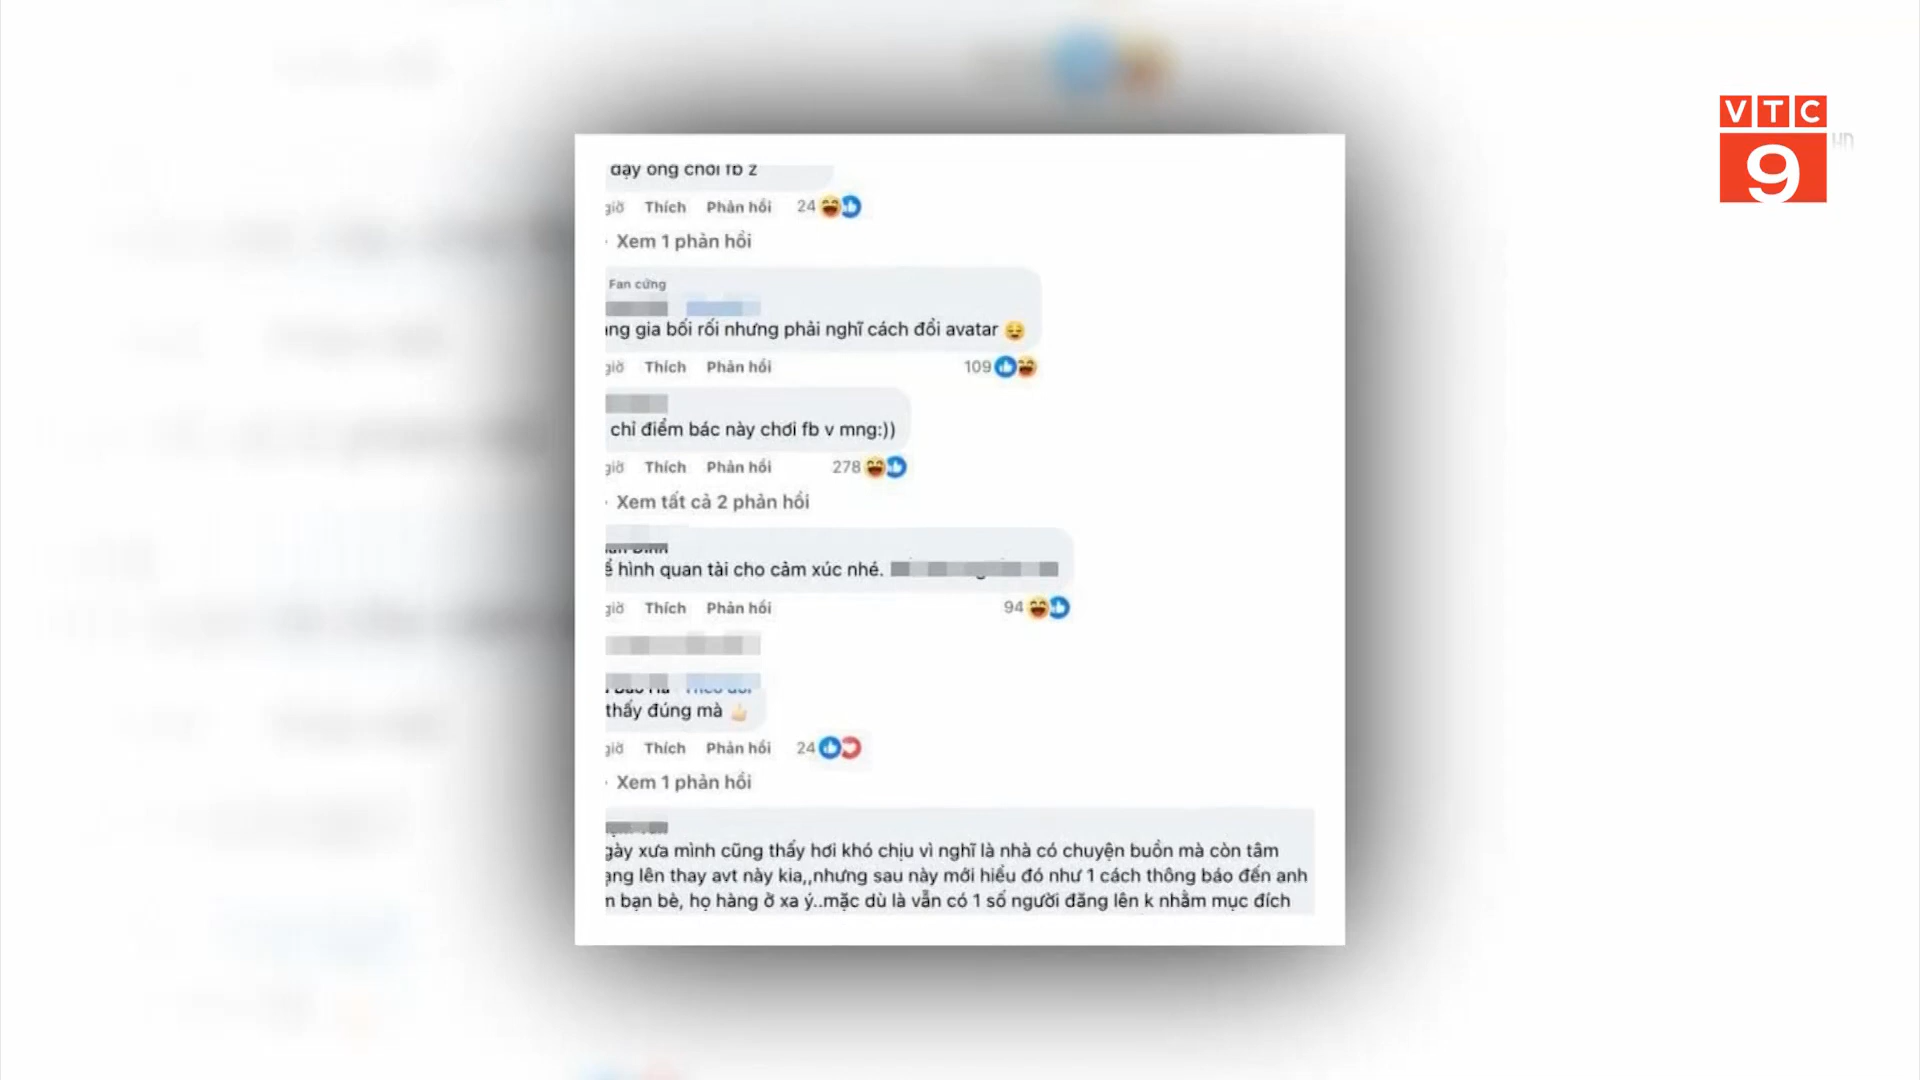 VTC
9
dạy ông chơi fb z
giờ Thích Phản hồi 24
· Xem 1 phản hồi
Fan cứng
gia bối rối nhưng phải nghĩ cách đổi avatar
giờ Thích Phản hồi 109
chỉ điểm bác này chơi fb v mng:))
giờ Thích Phản hồi 278
· Xem tất cả 2 phản hồi
hình quan tài cho cảm xúc nhé.
giờ Thích Phản hồi 94
thấy đúng mà
giờ Thích Phản hồi 24
· Xem 1 phản hồi
gày xưa mình cũng thấy hơi khó chịu vì nghĩ là nhà có chuyện buồn mà còn tâm
ạng lên thay avt này kia,,nhưng sau này mới hiểu đó như 1 cách thông báo đến anh
m bạn bè, họ hàng ở xa ý..mặc dù là vẫn có 1 số người đăng lên k nhằm mục đích